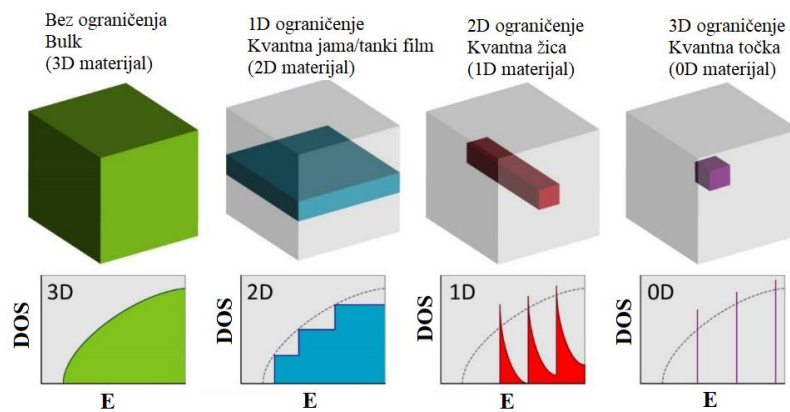 Bez ograničenja
Bulk
(3D materijal)
1D ograničenje
Kvantna jama/tanki film
(2D materijal)
2D ograničenje
Kvantna žica
(1D materijal)
3D ograničenje
Kvantna točka
(0D materijal)
DOS
3D
E
DOS
2D
E
DOS
1D
E
DOS
0D
E